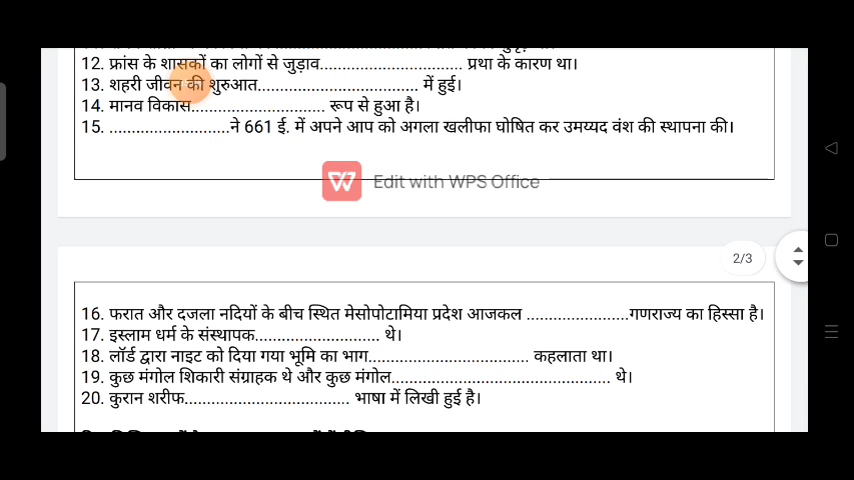 12. फ्रांस के शासकों का लोगों से जुड़ाव................................ प्रथा के कारण था।
13. शहरी जीवन की शुरुआत.................................... में हुई।
14. मानव विकास.............................. रूप से हुआ है।
15. ...........................ने 661 ई. में अपने आप को अगला खलीफा घोषित कर उमय्यद वंश की स्थापना की।
Edit with WPS Office
2/3
16. फरात और दजला नदियों के बीच स्थित मेसोपोटामिया प्रदेश आजकल .......................गणराज्य का हिस्सा है।
17. इस्लाम धर्म के संस्थापक............................ थे।
18. लॉर्ड द्वारा नाइट को दिया गया भूमि का भाग.................................... कहलाता था।
19. कुछ मंगोल शिकारी संग्राहक थे और कुछ मंगोल................................................. थे।
20. कुरान शरीफ..................................... भाषा में लिखी हुई है।